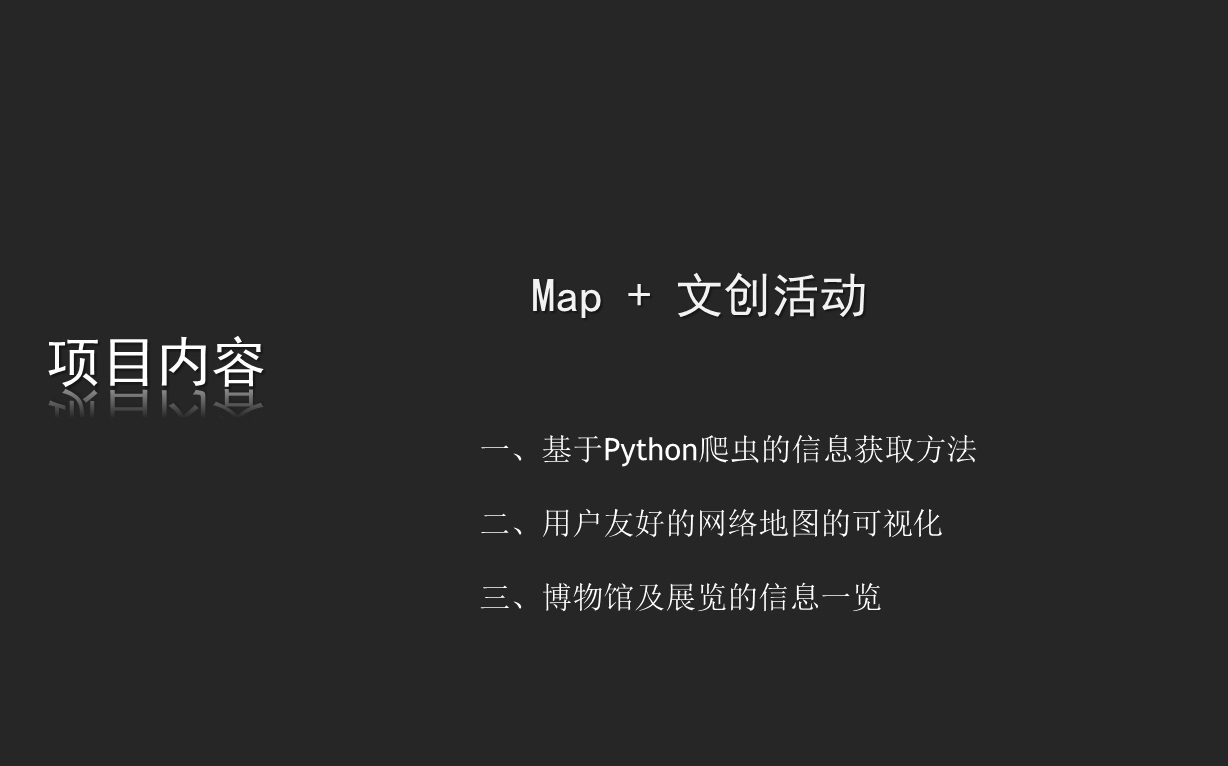 项目内容
Map + 文创活动
一、基于Python爬虫的信息获取方法
二、用户友好的网络地图的可视化
三、博物馆及展览的信息一览